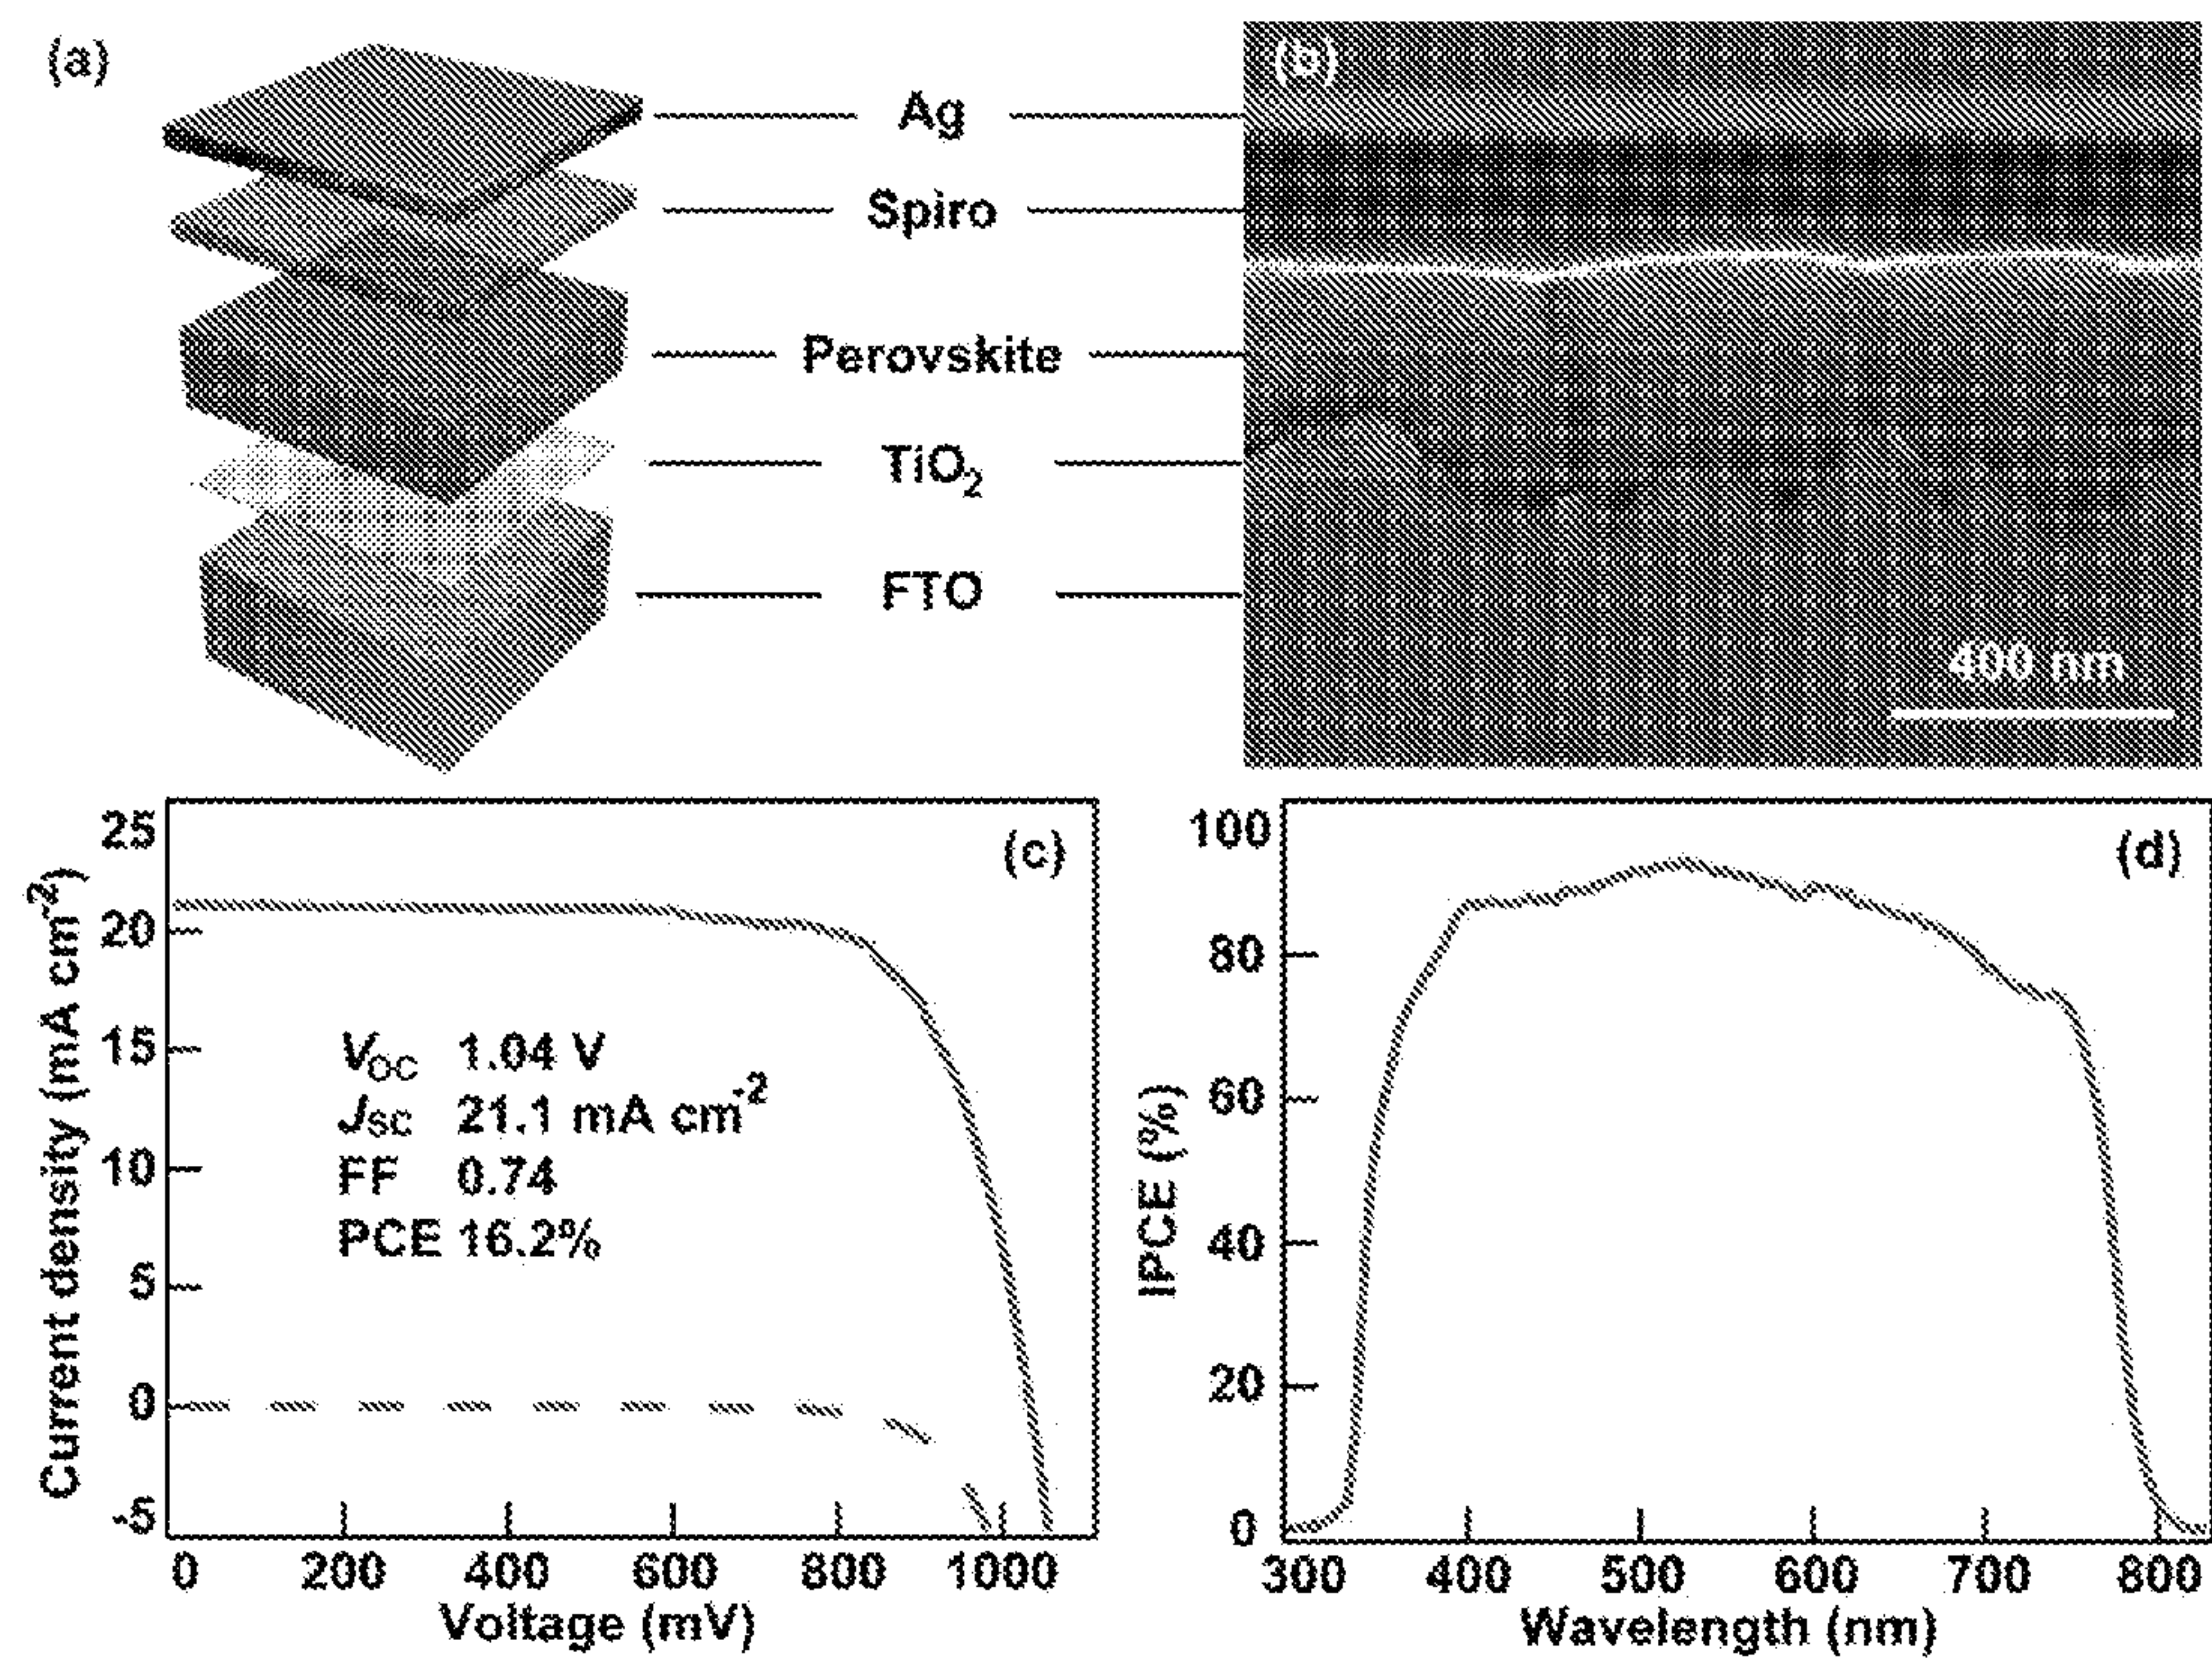 (a)
(b)
Ag
Spiro
Perovskite
TiO₂
FTO
400 nm
(c)
Current density (mA cm⁻²)
25
20
15
10
5
0
-5
V_OC 1.04 V
J_SC 21.1 mA cm⁻²
FF 0.74
PCE 16.2%
0 200 400 600 800 1000
Voltage (mV)
(d)
IPCE (%)
100
80
60
40
20
0
300 400 500 600 700 800
Wavelength (nm)